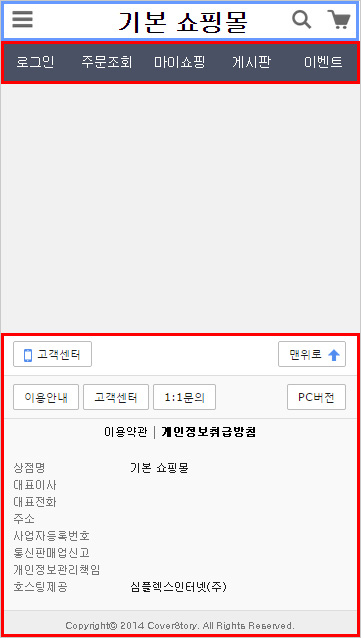 기본 쇼핑몰
로그인 주문조회 마이쇼핑 게시판 이벤트
고객센터 맨위로
이용안내 고객센터 1:1문의 PC버전
이용약관 | 개인정보취급방침
상점명 기본 쇼핑몰
대표이사
대표전화
주소
사업자등록번호
통신판매업신고
개인정보관리책임
호스팅제공 심플렉스인터넷(주)
Copyright© 2014 CoverStory. All Rights Reserved.